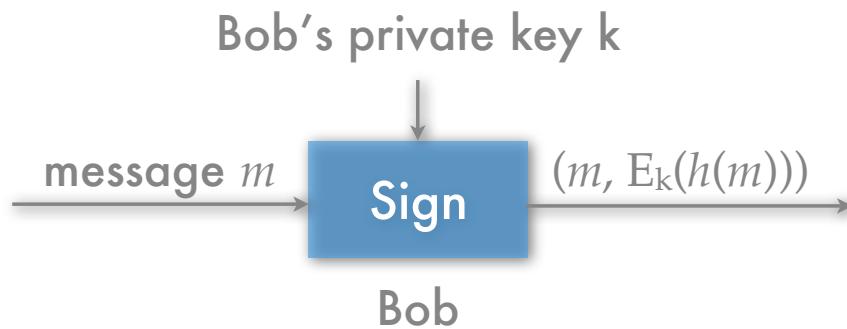 Bob’s private key k
message m
Sign
(m, Eₖ(h(m)))
Bob